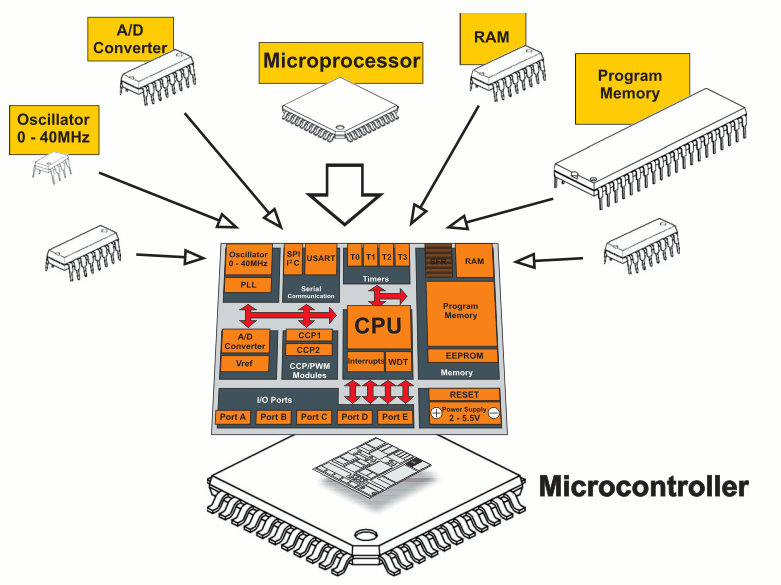 A/D
Converter
Microprocessor
RAM
Program
Memory
Oscillator
0 - 40MHz
Oscillator
0 - 40MHz
PLL
SPI
I²C
USART
Serial
Communication
T0
T1
T2
T3
Timers
RAM
Program
Memory
EEPROM
Memory
A/D
Converter
Vref
CCP1
CCP2
CCP/PWM
Modules
CPU
Interrupts
WDT
I/O Ports
Port A
Port B
Port C
Port D
Port E
RESET
Power Supply
2 - 5.5V
+
−
Microcontroller